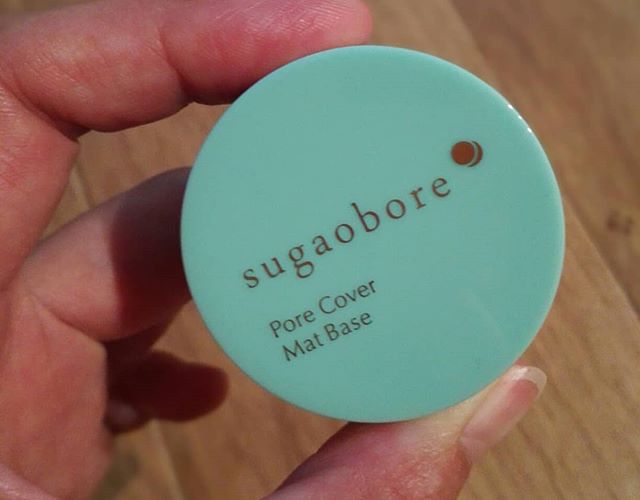 sugaobore
Pore Cover
Mat Base